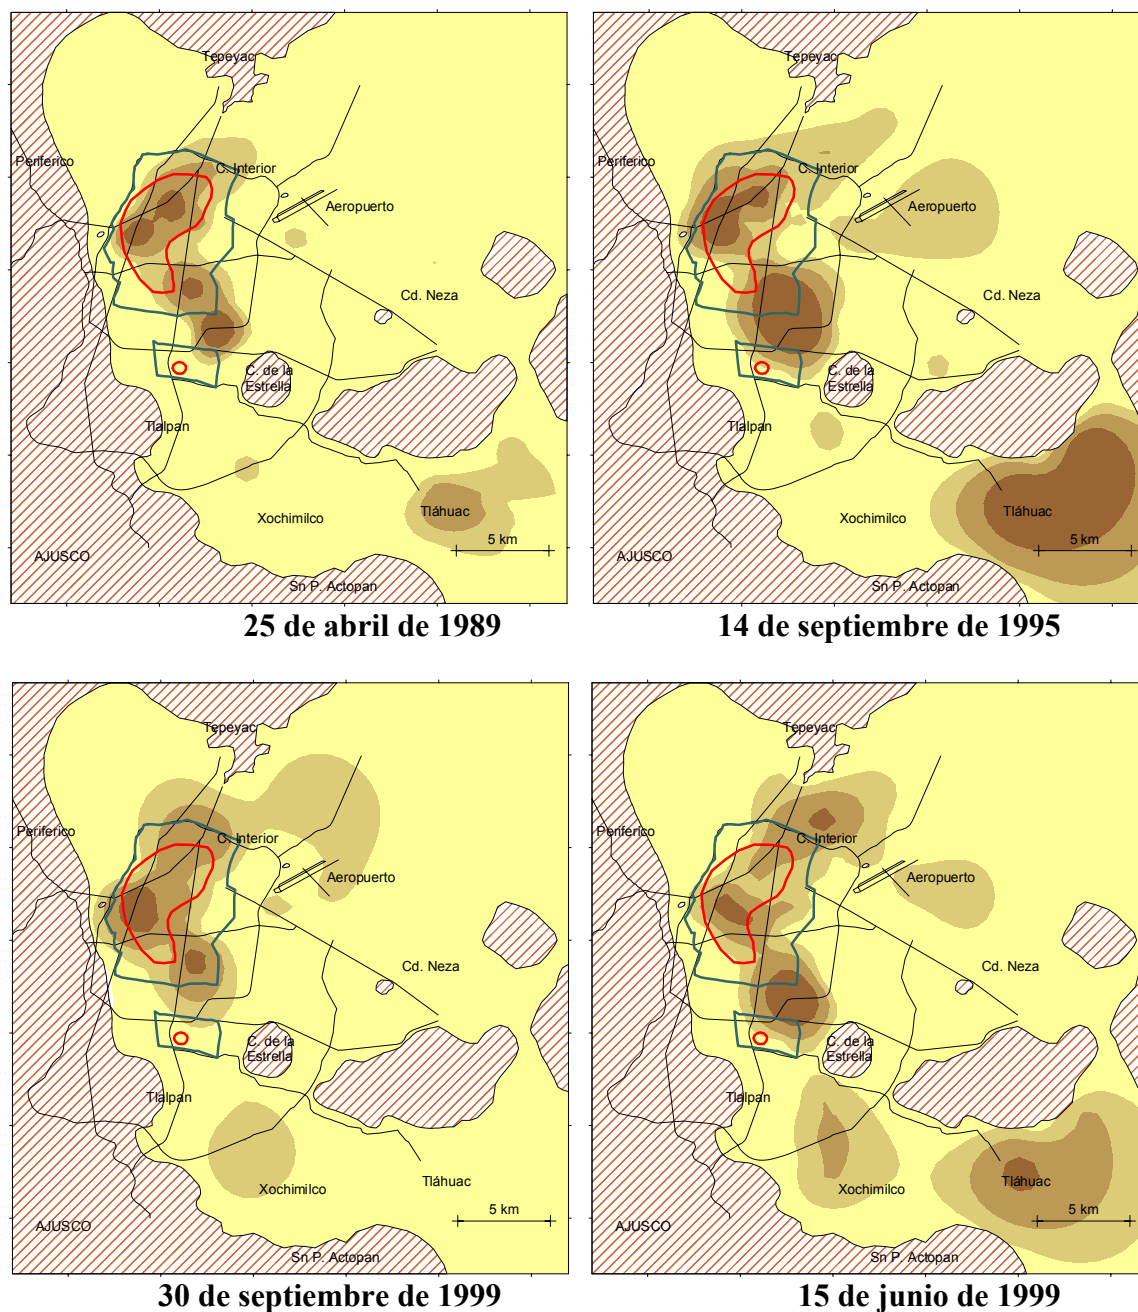 Tepeyac
Periferico
C. Interior
Aeropuerto
Cd. Neza
C. de la
Estrella
Tlalpan
Xochimilco
Tláhuac
5 km
AJUSCO
Sn P. Actopan
25 de abril de 1989
Tepeyac
Periferico
C. Interior
Aeropuerto
Cd. Neza
C. de la
Estrella
Tlalpan
Xochimilco
Tláhuac
5 km
AJUSCO
Sn P. Actopan
14 de septiembre de 1995
Tepeyac
Periferico
C. Interior
Aeropuerto
Cd. Neza
C. de la
Estrella
Tlalpan
Xochimilco
Tláhuac
5 km
AJUSCO
Sn P. Actopan
30 de septiembre de 1999
Tepeyac
Periferico
C. Interior
Aeropuerto
Cd. Neza
C. de la
Estrella
Tlalpan
Xochimilco
Tláhuac
5 km
AJUSCO
Sn P. Actopan
15 de junio de 1999